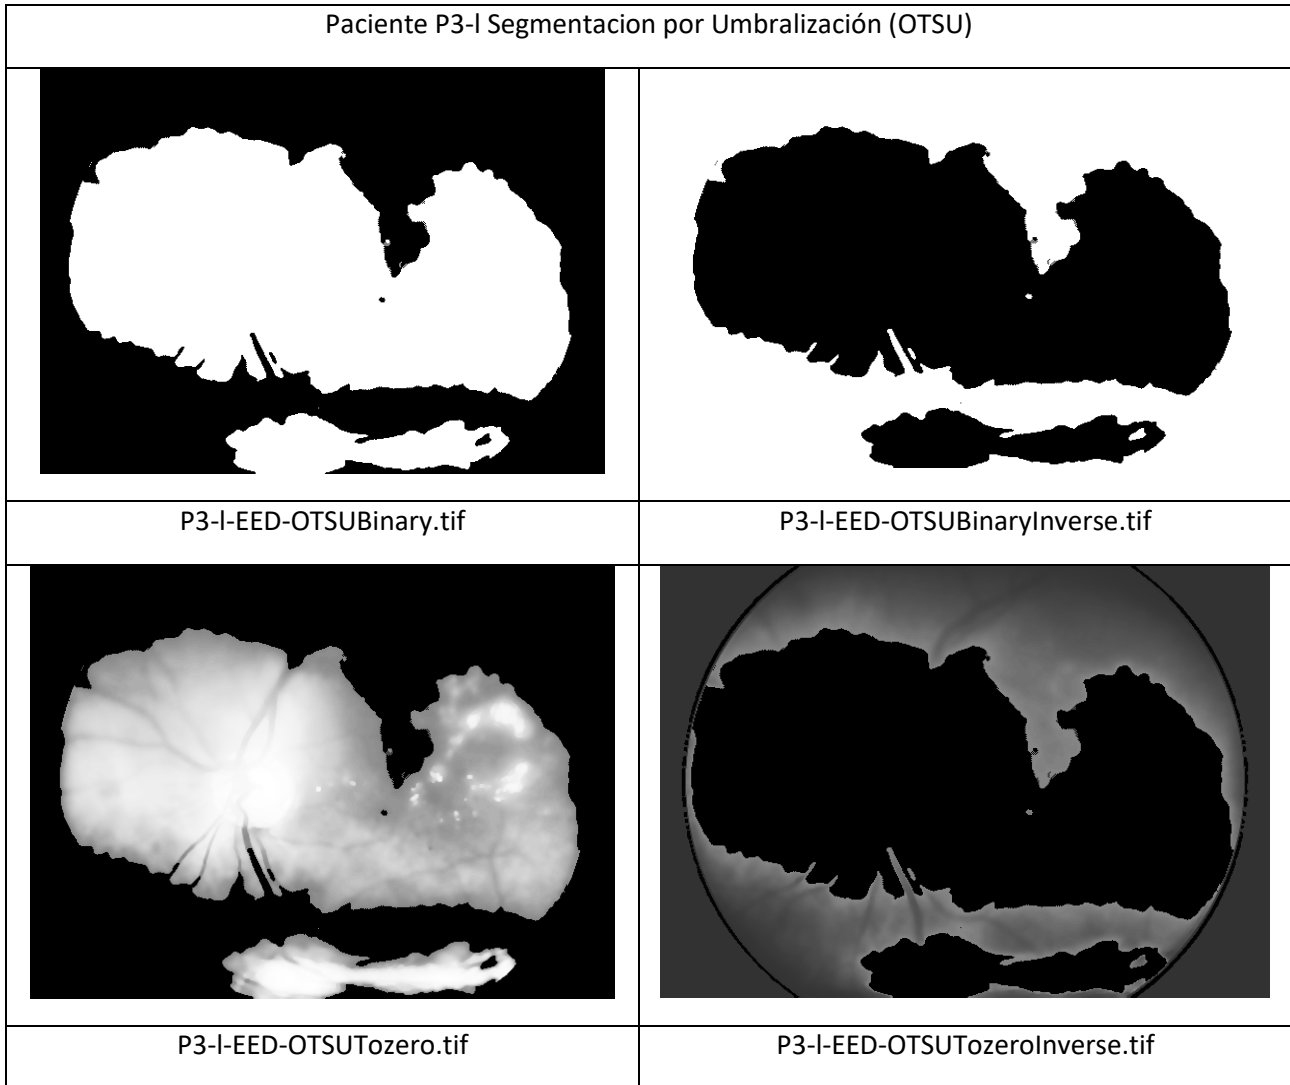 Paciente P3-l Segmentacion por Umbralización (OTSU)
P3-l-EED-OTSUBinary.tif
P3-l-EED-OTSUBinaryInverse.tif
P3-l-EED-OTSUTozero.tif
P3-l-EED-OTSUTozeroInverse.tif